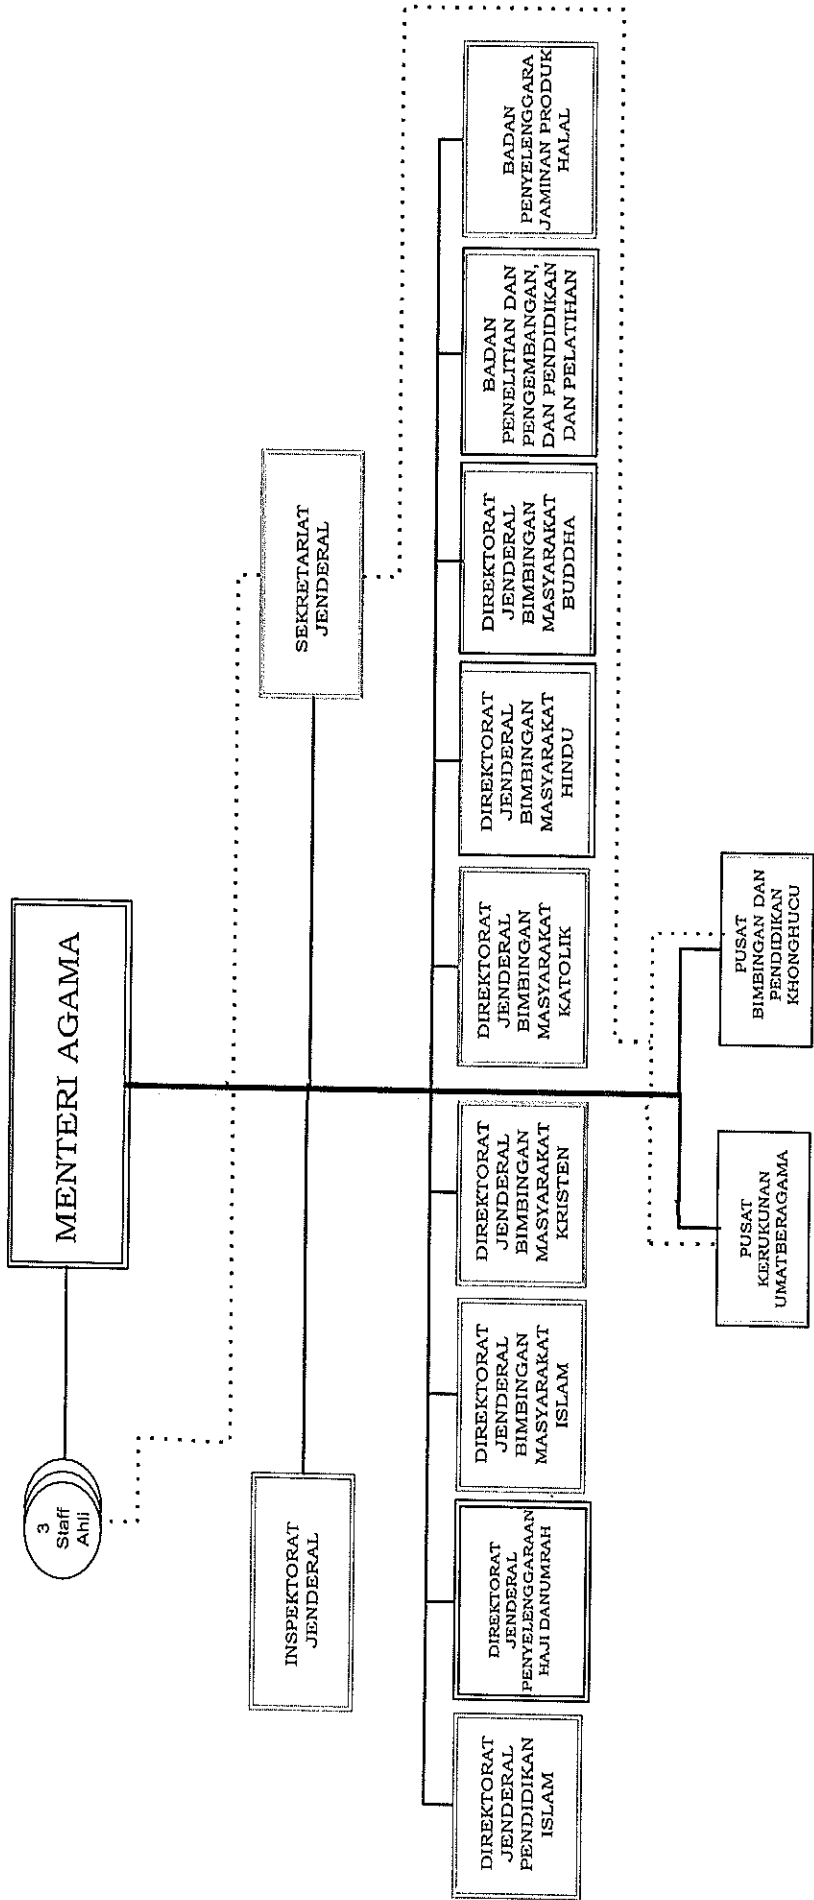 MENTERI AGAMA
3
Staff
Ahli
INSPEKTORAT
JENDERAL
SEKRETARIAT
JENDERAL
DIREKTORAT
JENDERAL
PENDIDIKAN
ISLAM
DIREKTORAT
JENDERAL
PENYELENGGARAAN
HAJI DANUMRAH
DIREKTORAT
JENDERAL
BIMBINGAN
MASYARAKAT
ISLAM
DIREKTORAT
JENDERAL
BIMBINGAN
MASYARAKAT
KRISTEN
DIREKTORAT
JENDERAL
BIMBINGAN
MASYARAKAT
KATOLIK
DIREKTORAT
JENDERAL
BIMBINGAN
MASYARAKAT
HINDU
DIREKTORAT
JENDERAL
BIMBINGAN
MASYARAKAT
BUDDHA
BADAN
PENELITIAN DAN
PENGEMBANGAN,
DAN PENDIDIKAN
DAN PELATIHAN
BADAN
PENYELENGGARA
JAMINAN PRODUK
HALAL
PUSAT
KERUKUNAN
UMATBERAGAMA
PUSAT
BIMBINGAN DAN
PENDIDIKAN
KHONGHUCU